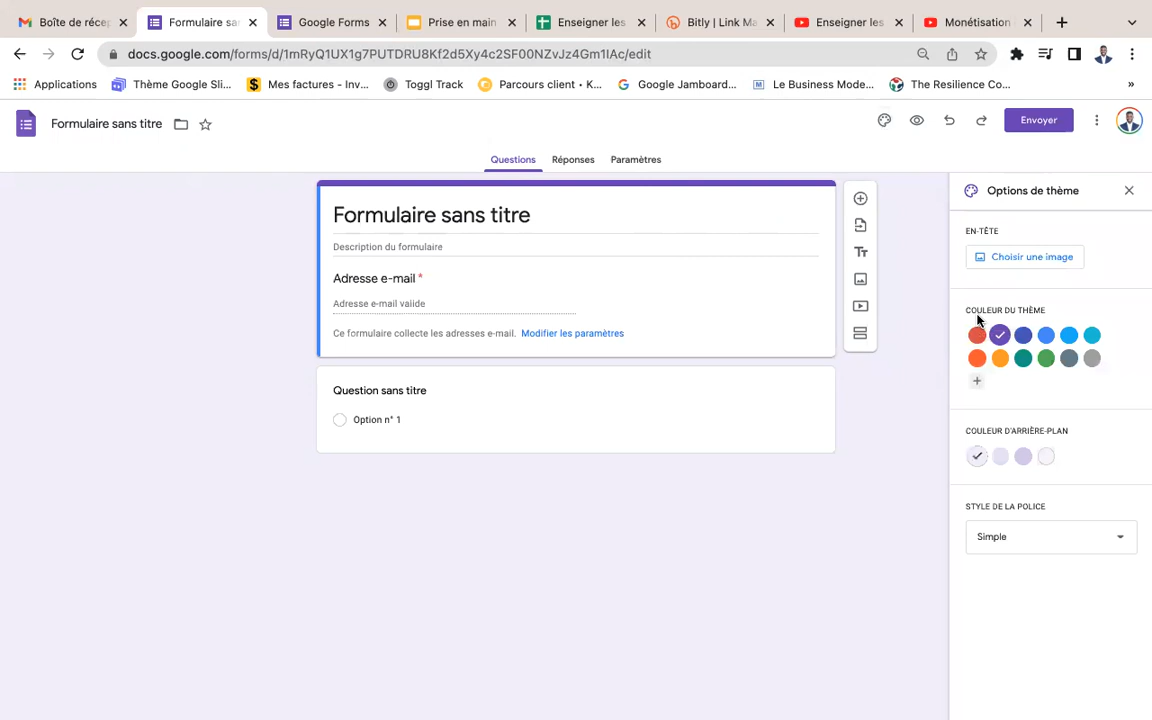 Boîte de récep
Formulaire sa
Google Forms
Prise en main
Enseigner les
Bitly | Link Ma
Enseigner les
Monétisation
docs.google.com/forms/d/1mRyQ1UX1g7PUTDRU8Kf2d5Xy4c2SF00NZvJz4Gm1IAc/edit
Applications
Thème Google Sli...
Mes factures - Inv...
Toggl Track
Parcours client • K...
Google Jamboard...
Le Business Mode...
The Resilience Co...
»
Formulaire sans titre
Envoyer
Questions
Réponses
Paramètres
Formulaire sans titre
Description du formulaire
Adresse e-mail *
Adresse e-mail valide
Ce formulaire collecte les adresses e-mail. Modifier les paramètres
Question sans titre
Option n° 1
Tт
Options de thème
EN-TÊTE
Choisir une image
COULEUR DU THÈME
COULEUR D'ARRIÈRE-PLAN
STYLE DE LA POLICE
Simple